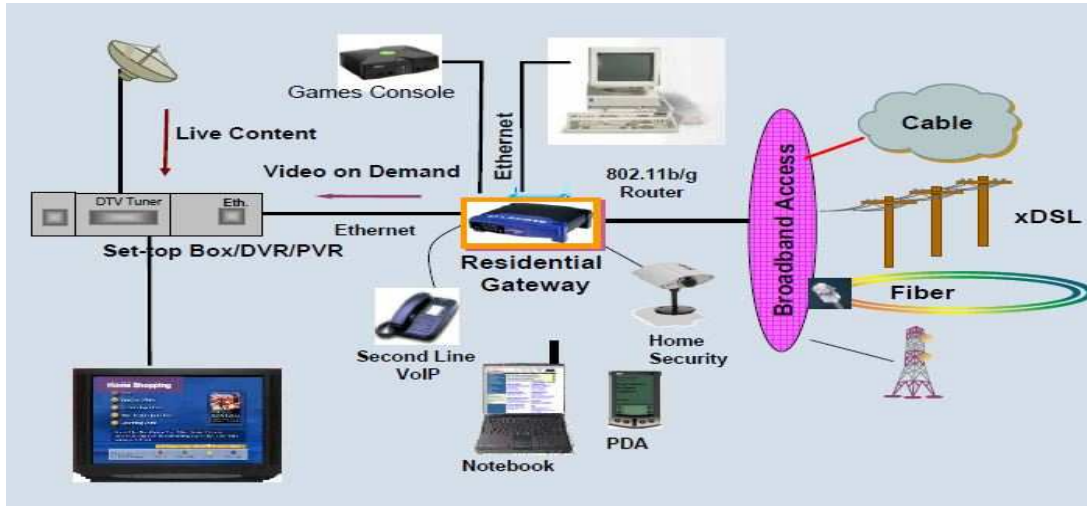 Games Console
Live Content
Video on Demand
Ethernet
802.11b/g
Router
DTV Tuner
Eth.
Ethernet
Set-top Box/DVR/PVR
Residential
Gateway
Broadband Access
Cable
xDSL
Fiber
Second Line
VoIP
Home
Security
Notebook
PDA
Home Shopping